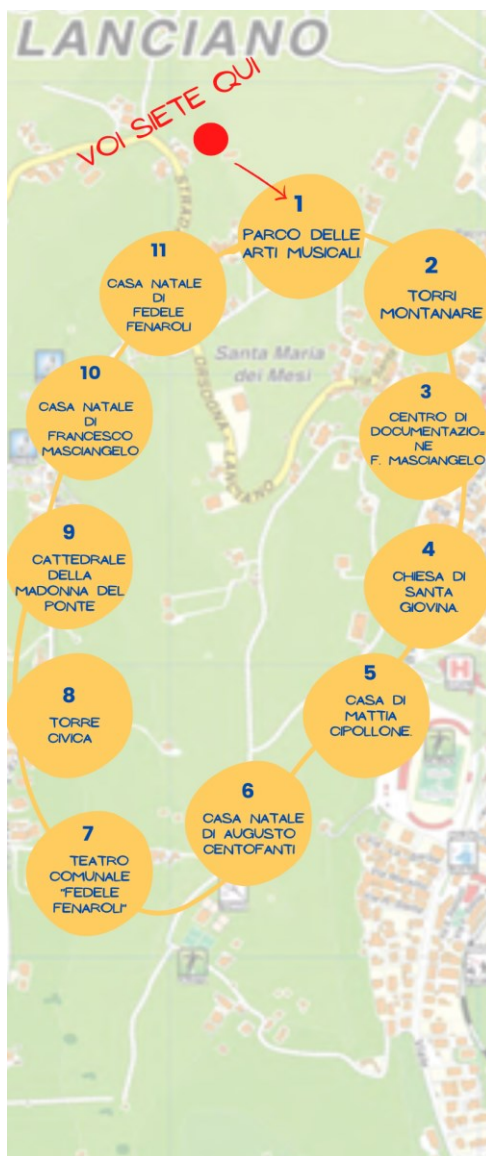 LANCIANO
VOI SIETE QUI
1
PARCO DELLE
ARTI MUSICALI.
2
TORRI
MONTANARE
3
CENTRO DI
DOCUMENTAZIO=
NE
F. MASCIANGELO
4
CHIESA DI
SANTA
GIOVINA.
5
CASA DI
MATTIA
CIPOLLONE.
6
CASA NATALE
DI AUGUSTO
CENTOFANTI
7
TEATRO
COMUNALE
"FEDELE
FENAROLI"
8
TORRE
CIVICA
9
CATTEDRALE
DELLA
MADONNA DEL
PONTE
10
CASA NATALE
DI
FRANCESCO
MASCIANGELO
11
CASA NATALE
DI
FEDELE
FENAROLI
STRADA
ORSOGNA - LANCIANO
Santa Maria
dei Mesi
H